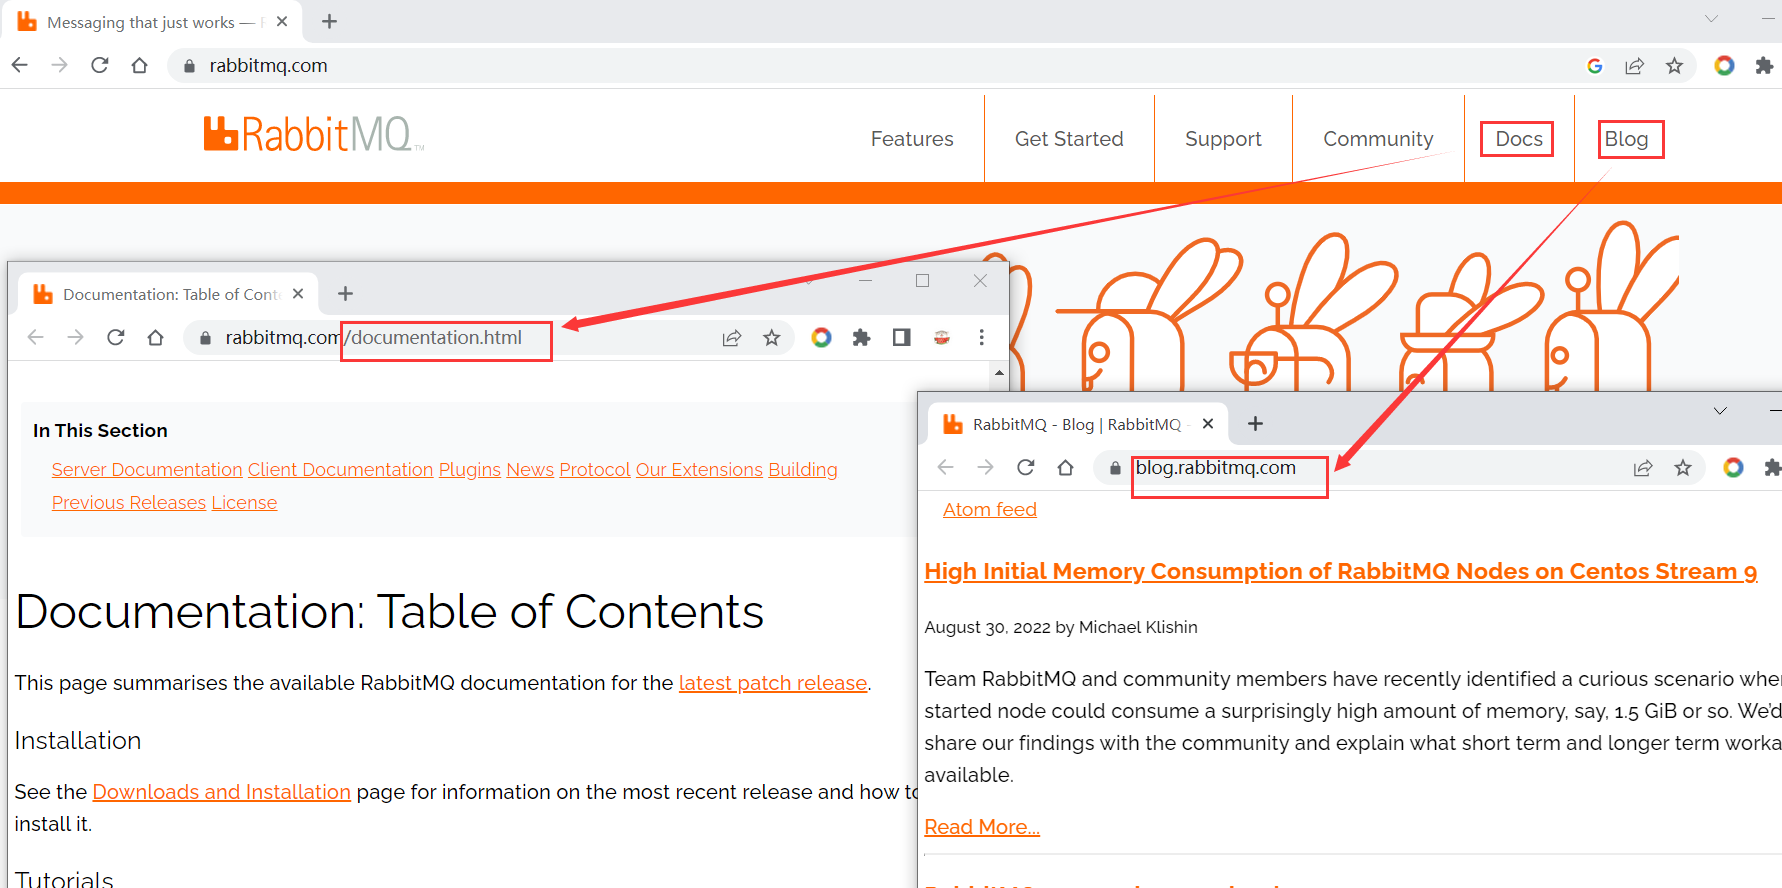 Messaging that just works —
rabbitmq.com
RabbitMQ™
Features
Get Started
Support
Community
Docs
Blog
Documentation: Table of Conte
rabbitmq.com/documentation.html
In This Section
Server Documentation Client Documentation Plugins News Protocol Our Extensions Building
Previous Releases License
Documentation: Table of Contents
This page summarises the available RabbitMQ documentation for the latest patch release.
Installation
See the Downloads and Installation page for information on the most recent release and how to
install it.
Tutorials
RabbitMQ - Blog | RabbitMQ -
blog.rabbitmq.com
Atom feed
High Initial Memory Consumption of RabbitMQ Nodes on Centos Stream 9
August 30, 2022 by Michael Klishin
Team RabbitMQ and community members have recently identified a curious scenario wher
started node could consume a surprisingly high amount of memory, say, 1.5 GiB or so. We'd
share our findings with the community and explain what short term and longer term worka
available.
Read More...